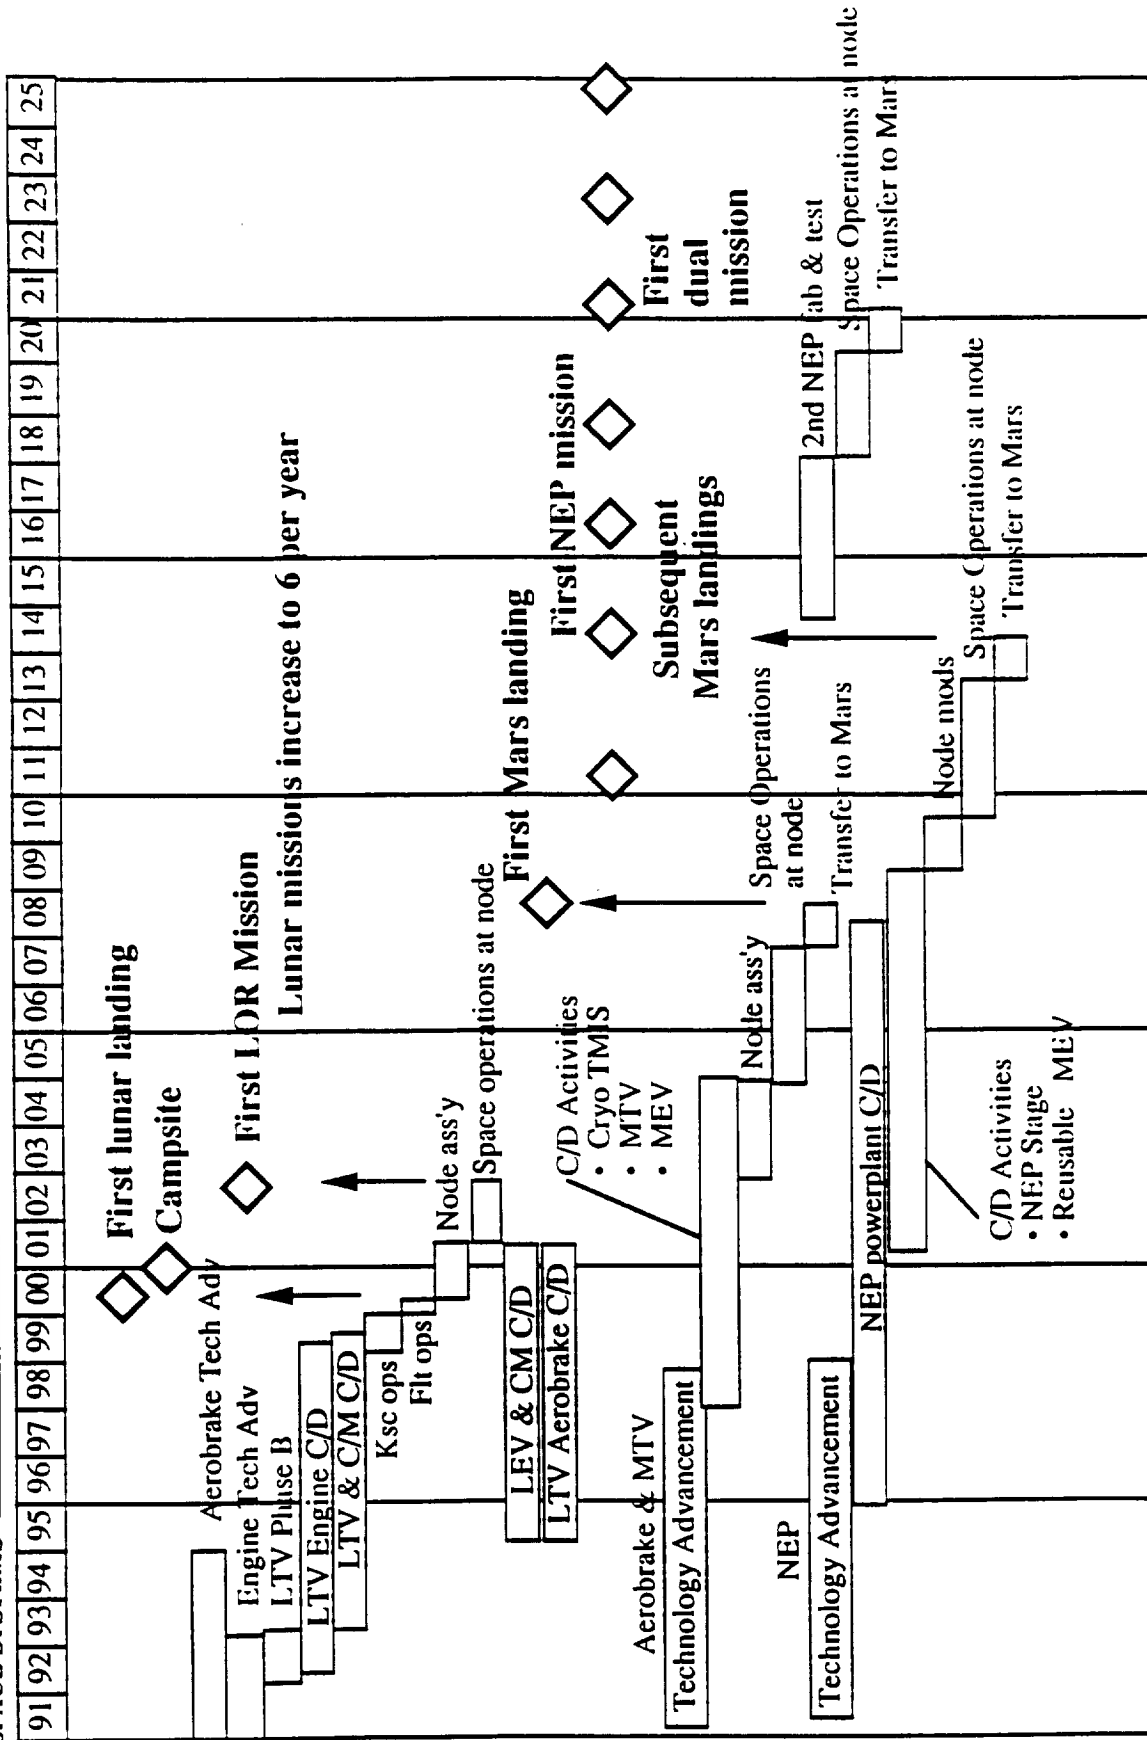 91 92 93 94 95 96 97 98 99 00 01 02 03 04 05 06 07 08 09 10 11 12 13 14 15 16 17 18 19 20 21 22 23 24 25
First lunar landing
Campsite
Aerobrake Tech Adv
First LOR Mission
Engine Tech Adv
LTV Phase B
Lunar missions increase to 6 per year
LTV Engine C/D
LTV & C/M C/D
Ksc ops
Flt ops
Node ass'y
Space operations at node
LEV & CM C/D
LTV Aerobrake C/D
First Mars landing
First NEP mission
C/D Activities
• Cryo TMIS
• MTV
• MEV
Subsequent
Mars landings
First
dual
mission
Aerobrake & MTV
Technology Advancement
Node ass'y
Space Operations
at node
Transfer to Mars
NEP
Technology Advancement
NEP powerplant C/D
2nd NEP fab & test
Space Operations at node
Transfer to Mars
Node mods
Space Operations at node
Transfer to Mars
C/D Activities
• NEP Stage
• Reusable MEV